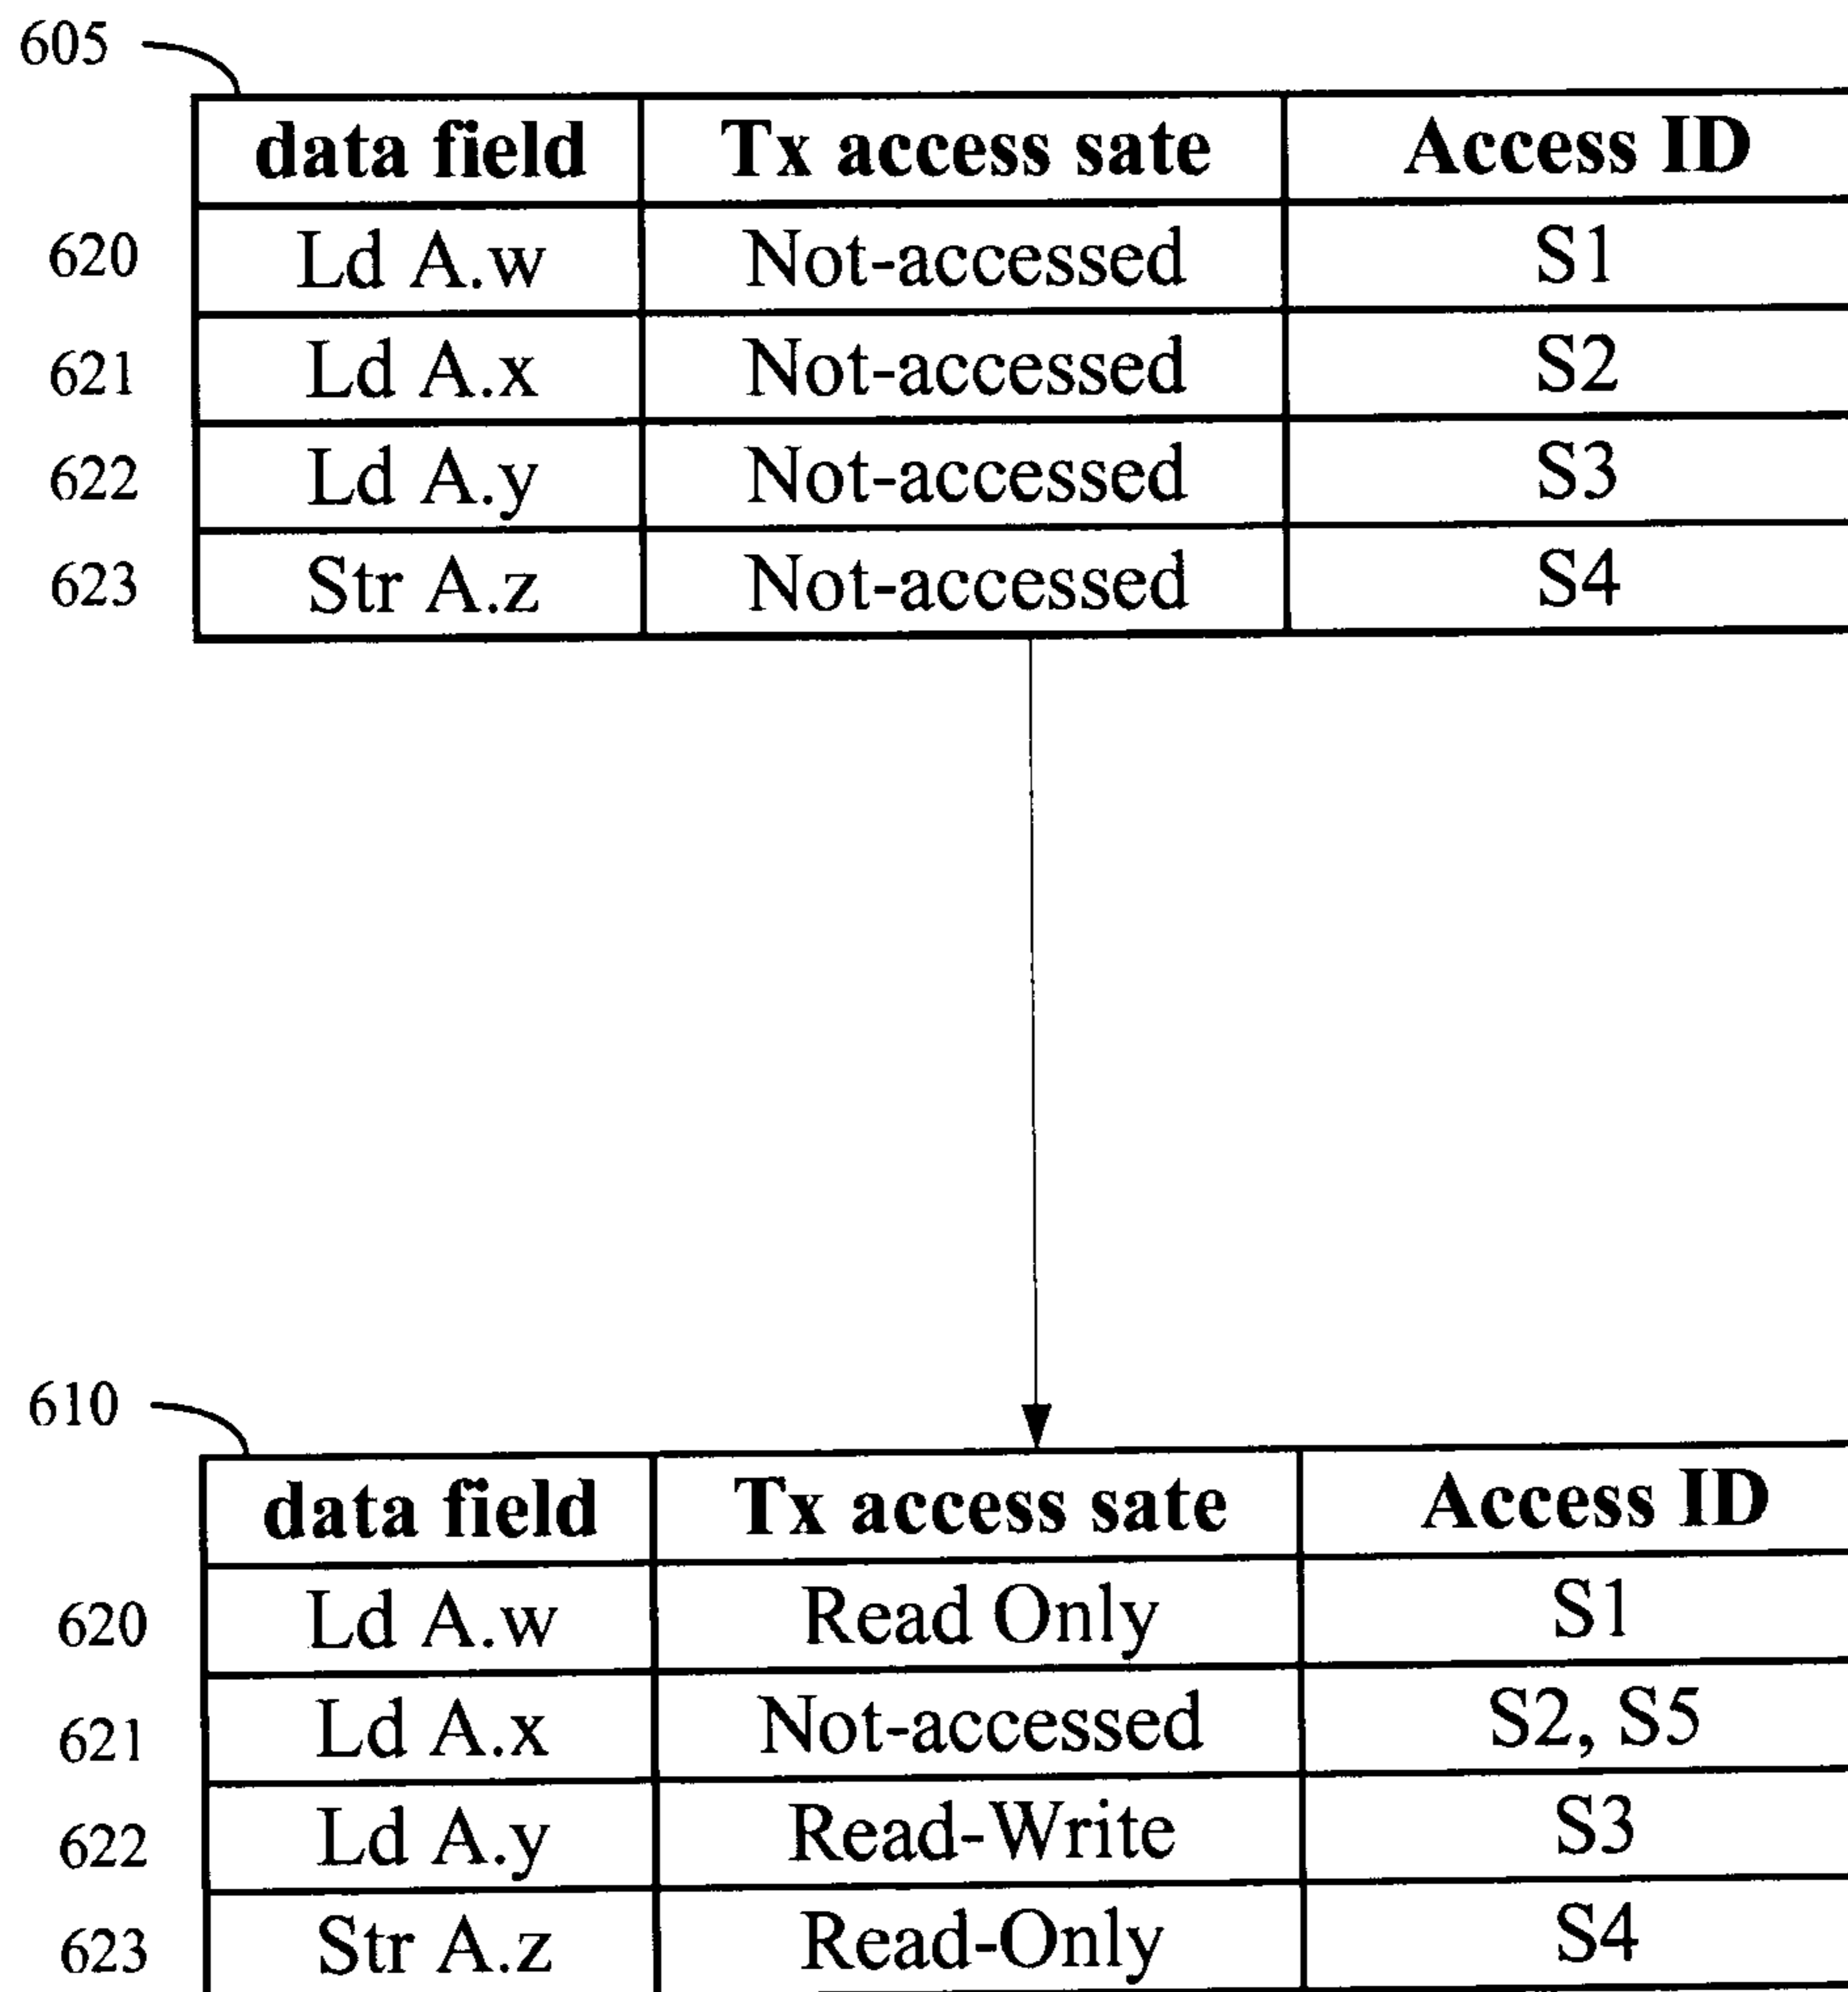 605
data field Tx access sate Access ID
620 Ld A.w Not-accessed S1
621 Ld A.x Not-accessed S2
622 Ld A.y Not-accessed S3
623 Str A.z Not-accessed S4
610
data field Tx access sate Access ID
620 Ld A.w Read Only S1
621 Ld A.x Not-accessed S2, S5
622 Ld A.y Read-Write S3
623 Str A.z Read-Only S4